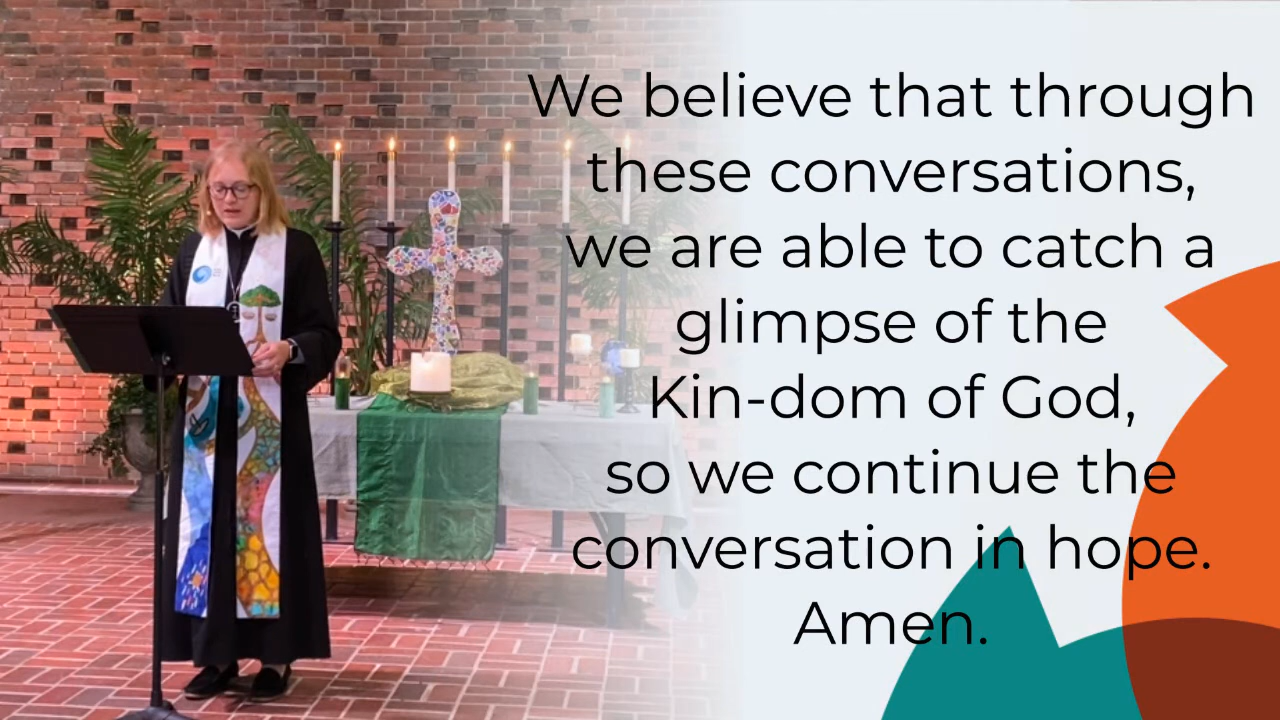 We believe that through
these conversations,
we are able to catch a
glimpse of the
Kin-dom of God,
so we continue the
conversation in hope.
Amen.